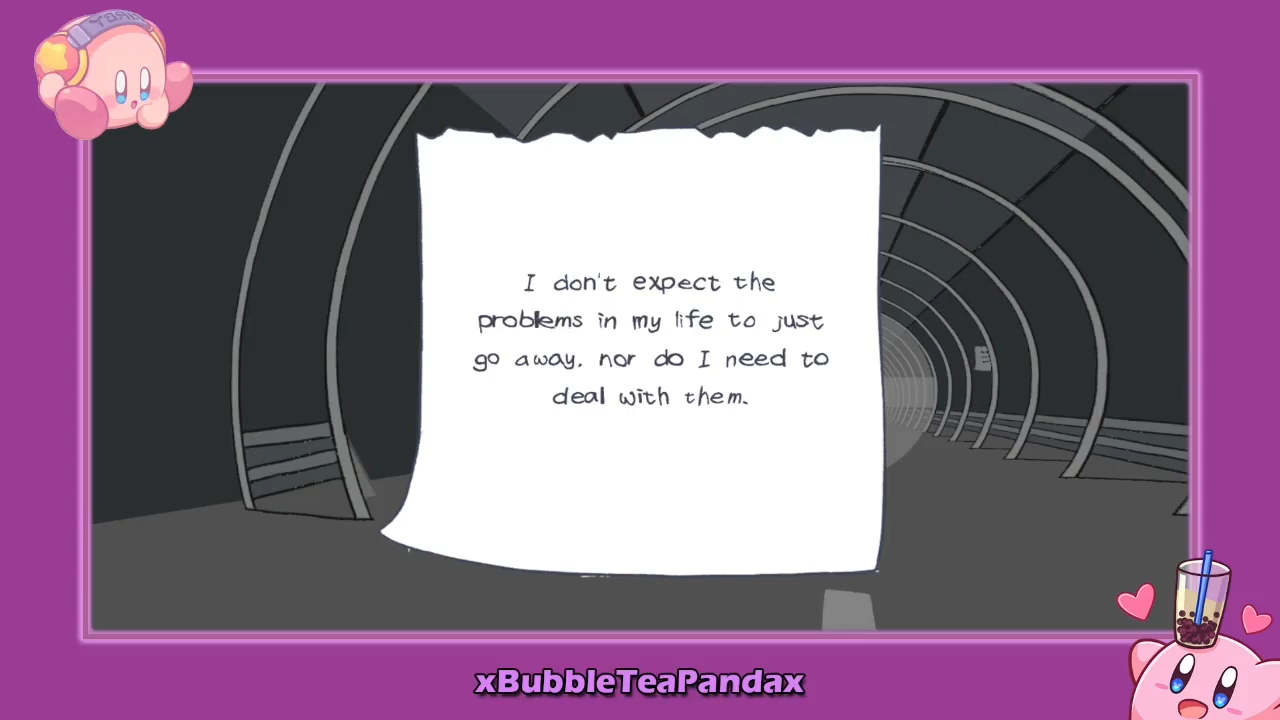 I don't expect the
problems in my life to just
go away, nor do I need to
deal with them.
xBubbleTeaPandax